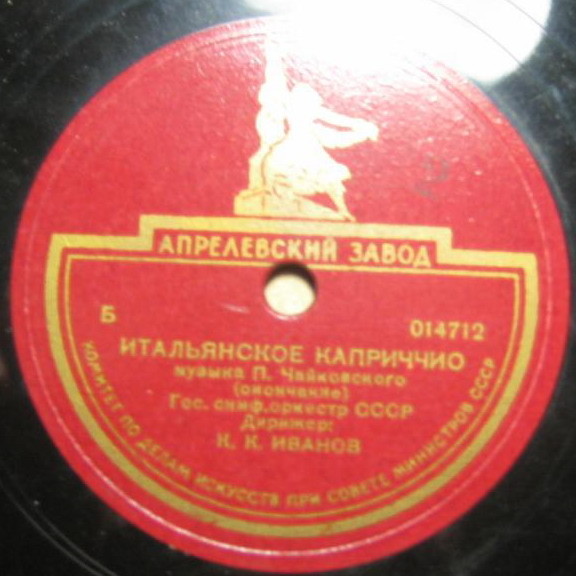 АПРЕЛЕВСКИЙ ЗАВОД
Б 014712
ИТАЛЬЯНСКОЕ КАПРИЧЧИО
музыка П. Чайковского
(окончание)
Гос. симф. оркестр СССР
Дирижер:
К. К. ИВАНОВ
КОМИТЕТ ПО ДЕЛАМ ИСКУССТВ ПРИ СОВЕТЕ МИНИСТРОВ СССР